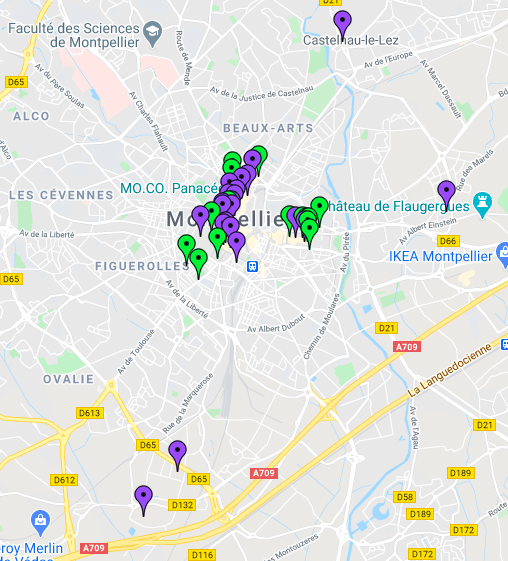 D21
Faculté des Sciences
de Montpellier
Castelnau-le-Lez
Route de Mende
Av. de l'Europe
D65
Av. du Père Soulas
Av. Marcel Dassault
Av. Charles Flahault
Av. de la Justice de Castelnau
ALCO
BEAUX-ARTS
Rue des Marels
LES CÉVENNES
MO.CO. Panacée
Château de Flaugergues
Av. de la Liberté
Av. Albert Einstein
D66
IKEA Montpellier
Av. du Pirée
FIGUEROLLES
D65
Av. de la Liberté
Chemin de Moulares
Av. Albert Dubout
D21
A709
Av. de Toulouse
La Languedocienne
OVALIE
Rue de la Marquerose
D613
Av. de l'Agau
D21
D65
D612
D65
A709
D189
D132
D58
D189
D172
roy Merlin
A709
D116
D172